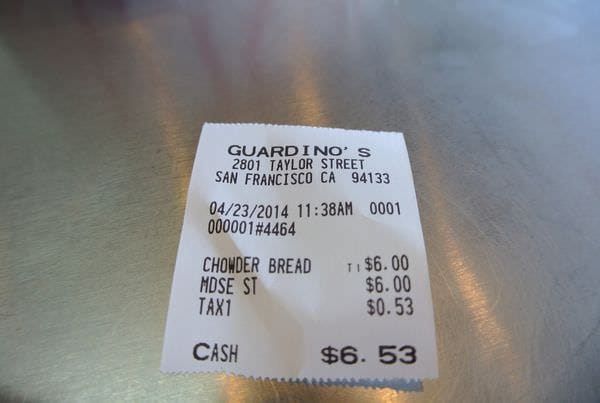 GUARDINO'S
2801 TAYLOR STREET
SAN FRANCISCO CA 94133
04/23/2014 11:38AM 0001
000001#4464
CHOWDER BREAD T1 $6.00
MDSE ST $6.00
TAX1 $0.53
CASH $6.53